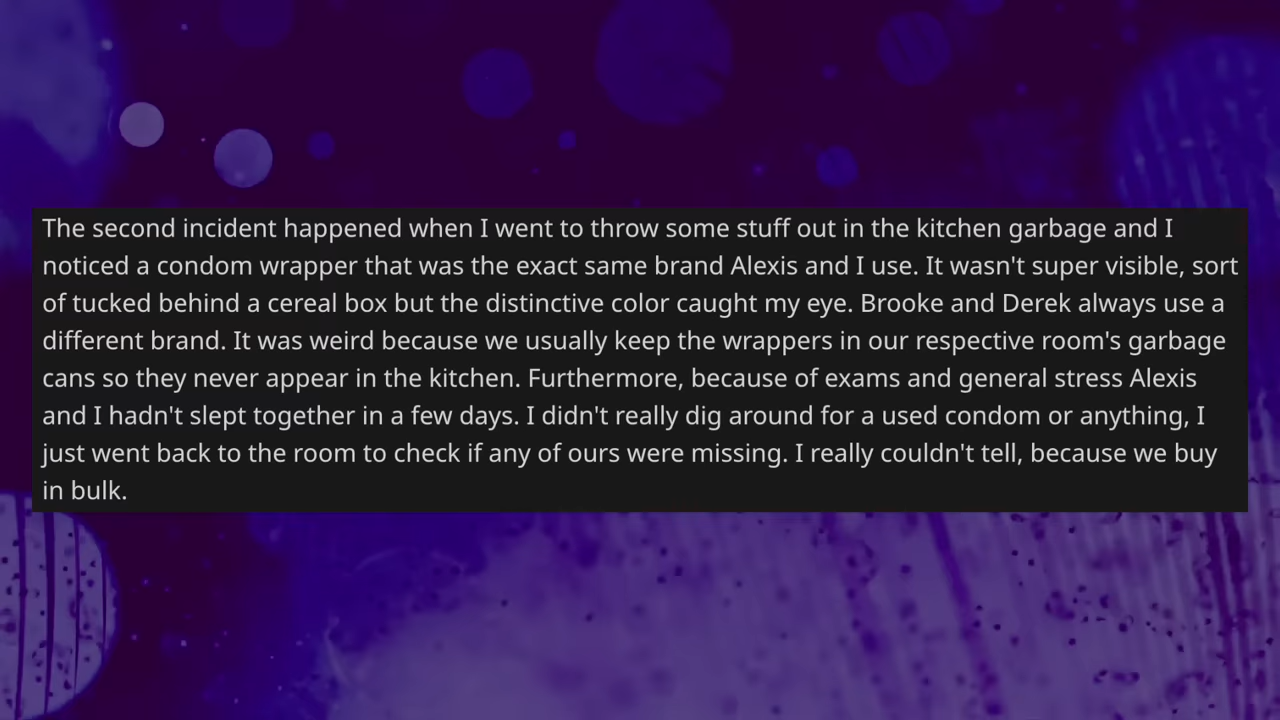 The second incident happened when I went to throw some stuff out in the kitchen garbage and I
noticed a condom wrapper that was the exact same brand Alexis and I use. It wasn't super visible, sort
of tucked behind a cereal box but the distinctive color caught my eye. Brooke and Derek always use a
different brand. It was weird because we usually keep the wrappers in our respective room's garbage
cans so they never appear in the kitchen. Furthermore, because of exams and general stress Alexis
and I hadn't slept together in a few days. I didn't really dig around for a used condom or anything, I
just went back to the room to check if any of ours were missing. I really couldn't tell, because we buy
in bulk.